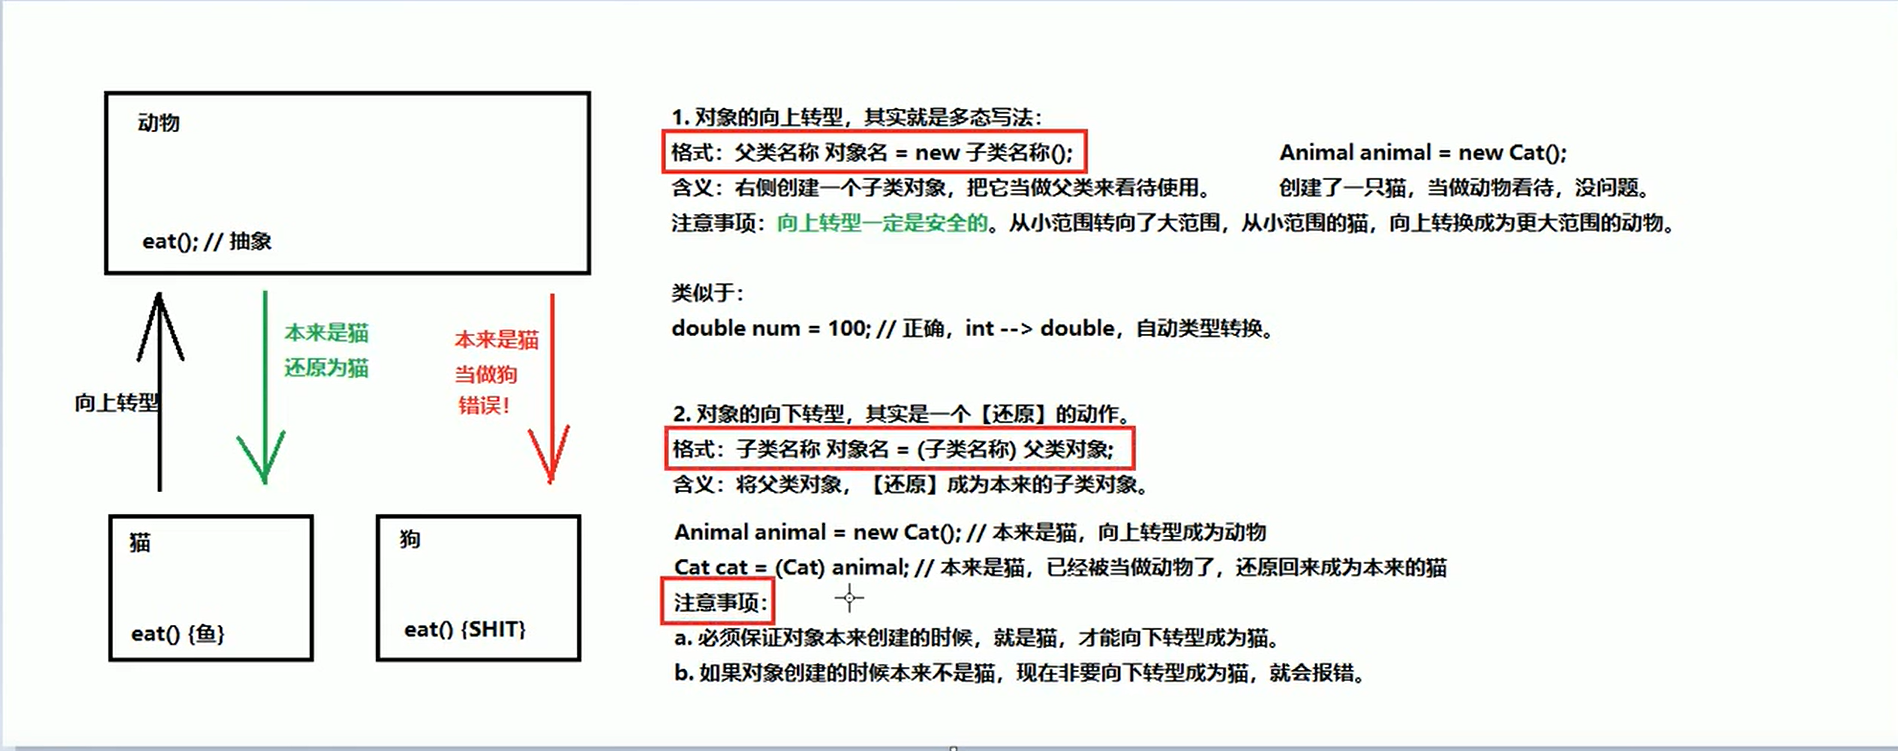 动物
eat(); // 抽象
向上转型
本来是猫
还原为猫
本来是猫
当做狗
错误！
猫
eat() {鱼}
狗
eat() {SHIT}
1. 对象的向上转型，其实就是多态写法：
格式：父类名称 对象名 = new 子类名称();
Animal animal = new Cat();
含义：右侧创建一个子类对象，把它当做父类来看待使用。
创建了一只猫，当做动物看待，没问题。
注意事项：向上转型一定是安全的。从小范围转向了大范围，从小范围的猫，向上转换成为更大范围的动物。
类似于：
double num = 100; // 正确，int --> double，自动类型转换。
2. 对象的向下转型，其实是一个【还原】的动作。
格式：子类名称 对象名 = (子类名称) 父类对象;
含义：将父类对象，【还原】成为本来的子类对象。
Animal animal = new Cat(); // 本来是猫，向上转型成为动物
Cat cat = (Cat) animal; // 本来是猫，已经被当做动物了，还原回来成为本来的猫
注意事项：
a. 必须保证对象本来创建的时候，就是猫，才能向下转型成为猫。
b. 如果对象创建的时候本来不是猫，现在非要向下转型成为猫，就会报错。